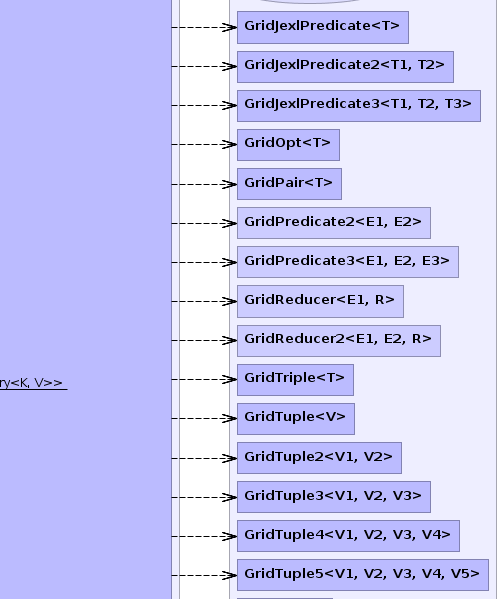 GridJexlPredicate<T>
GridJexlPredicate2<T1, T2>
GridJexlPredicate3<T1, T2, T3>
GridOpt<T>
GridPair<T>
GridPredicate2<E1, E2>
GridPredicate3<E1, E2, E3>
GridReducer<E1, R>
GridReducer2<E1, E2, R>
GridTriple<T>
ry<K, V>>
GridTuple<V>
GridTuple2<V1, V2>
GridTuple3<V1, V2, V3>
GridTuple4<V1, V2, V3, V4>
GridTuple5<V1, V2, V3, V4, V5>